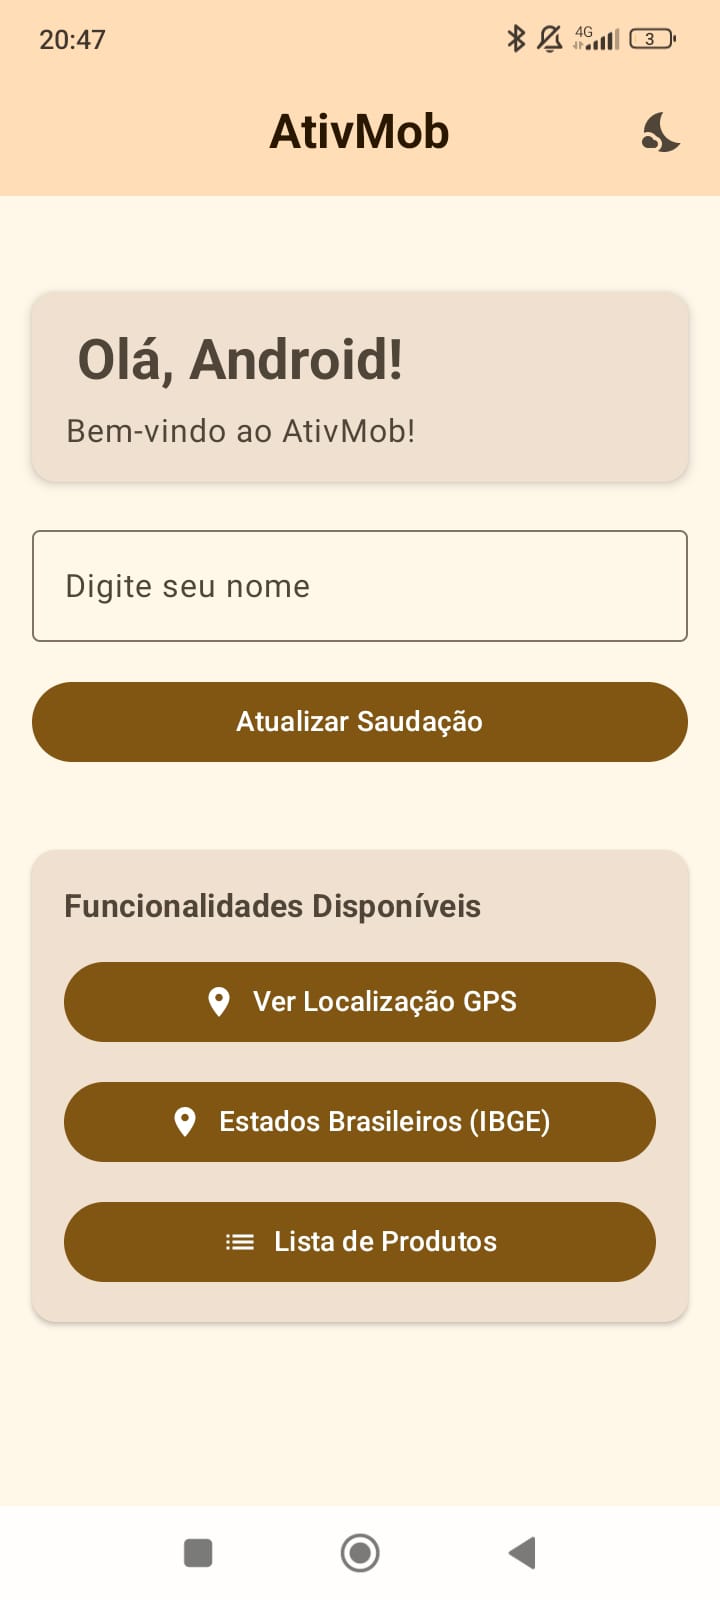 20:47
4G
3
AtivMob
Olá, Android!
Bem-vindo ao AtivMob!
Digite seu nome
Atualizar Saudação
Funcionalidades Disponíveis
Ver Localização GPS
Estados Brasileiros (IBGE)
Lista de Produtos